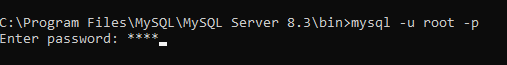 C:\Program Files\MySQL\MySQL Server 8.3\bin>mysql -u root -p
Enter password: ****